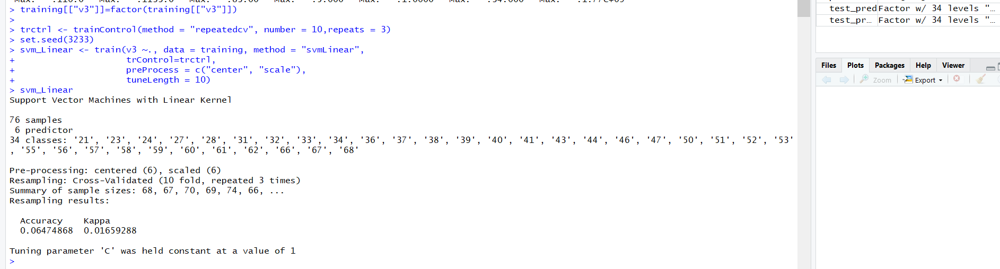 > training[["v3"]]=factor(training[["v3"]])
>
> trctrl <- trainControl(method = "repeatedcv", number = 10,repeats = 3)
> set.seed(3233)
> svm_Linear <- train(v3 ~., data = training, method = "svmLinear",
+                      trControl=trctrl,
+                      preProcess = c("center", "scale"),
+                      tuneLength = 10)
> svm_Linear
Support Vector Machines with Linear Kernel

76 samples
 6 predictor
34 classes: '21', '23', '24', '27', '28', '31', '32', '33', '34', '36', '37', '38', '39', '40', '41', '43', '44', '46', '47', '50', '51', '52', '53'
, '55', '56', '57', '58', '59', '60', '61', '62', '66', '67', '68'

Pre-processing: centered (6), scaled (6)
Resampling: Cross-Validated (10 fold, repeated 3 times)
Summary of sample sizes: 68, 67, 70, 69, 74, 66, ...
Resampling results:

  Accuracy    Kappa
  0.06474868  0.01659288

Tuning parameter 'C' was held constant at a value of 1
>
test_pred Factor w/ 34 levels "…
test_pr… Factor w/ 34 levels "…
Files Plots Packages Help Viewer
Zoom Export